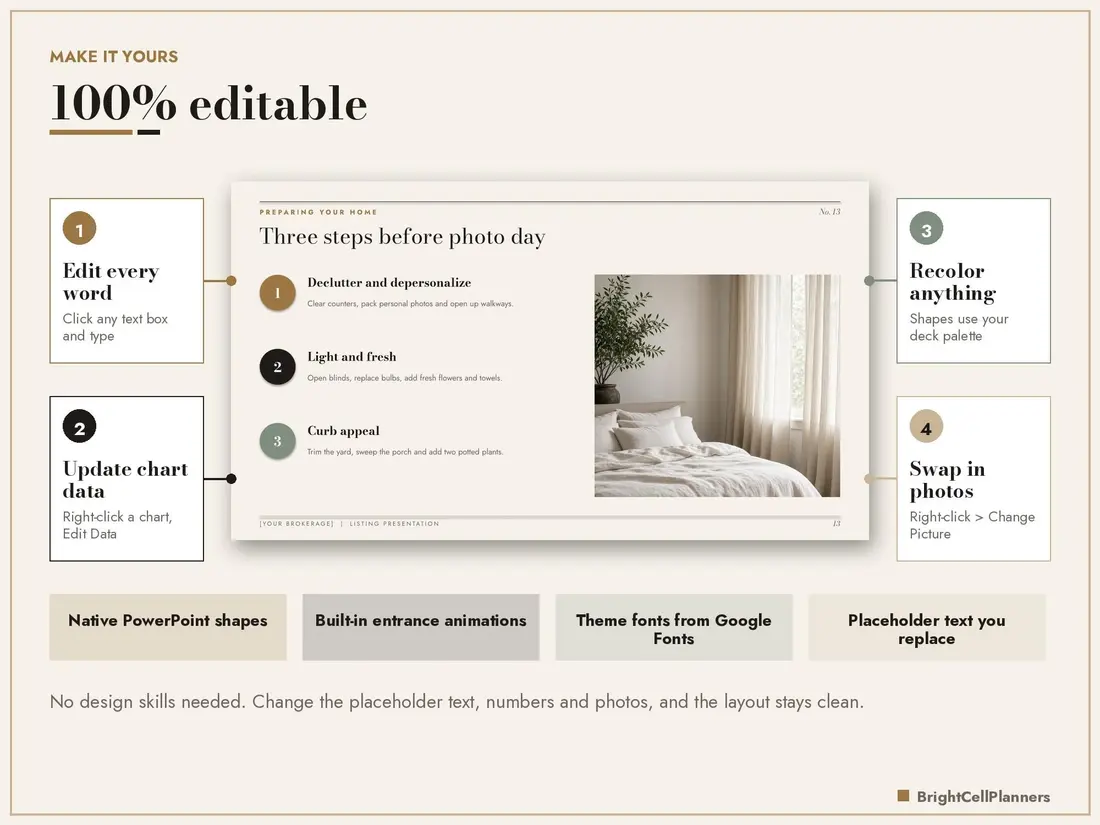 MAKE IT YOURS
100% editable
1
Edit every
word
Click any text box
and type
2
Update chart
data
Right-click a chart,
Edit Data
PREPARING YOUR HOME
No. 13
Three steps before photo day
1
Declutter and depersonalize
Clear counters, pack personal photos and open up walkways.
2
Light and fresh
Open blinds, replace bulbs, add fresh flowers and towels.
3
Curb appeal
Trim the yard, sweep the porch and add two potted plants.
[YOUR BROKERAGE] | LISTING PRESENTATION
13
3
Recolor
anything
Shapes use your
deck palette
4
Swap in
photos
Right-click > Change
Picture
Native PowerPoint shapes
Built-in entrance animations
Theme fonts from Google
Fonts
Placeholder text you
replace
No design skills needed. Change the placeholder text, numbers and photos, and the layout stays clean.
BrightCellPlanners